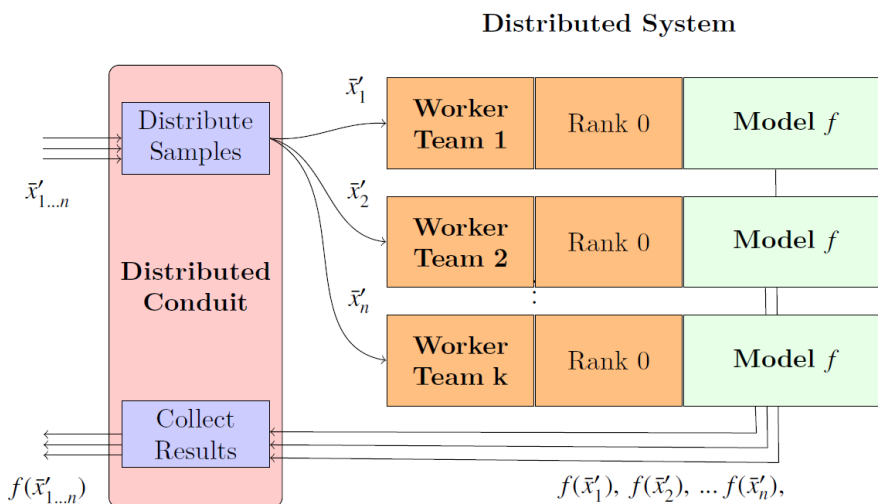 Distributed System
x̄′₁
Worker
Team 1
Rank 0
Model f
Distribute
Samples
x̄′₁...ₙ
x̄′₂
Worker
Team 2
Rank 0
Model f
Distributed
Conduit
x̄′ₙ
⋮
Worker
Team k
Rank 0
Model f
Collect
Results
f(x̄′₁...ₙ)
f(x̄′₁), f(x̄′₂), ... f(x̄′ₙ),